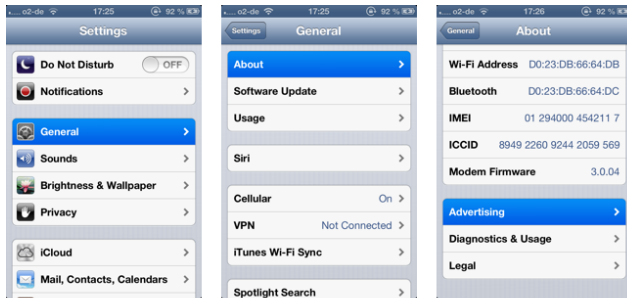 o2-de 17:25 92 %
Settings
Do Not Disturb OFF
Notifications
General
Sounds
Brightness & Wallpaper
Privacy
iCloud
Mail, Contacts, Calendars
o2-de 17:25 92 %
Settings General
About
Software Update
Usage
Siri
Cellular On
VPN Not Connected
iTunes Wi-Fi Sync
Spotlight Search
o2-de 17:26 92 %
General About
Wi-Fi Address D0:23:DB:66:64:DB
Bluetooth D0:23:DB:66:64:DC
IMEI 01 294000 454211 7
ICCID 8949 2260 9244 2059 569
Modem Firmware 3.0.04
Advertising
Diagnostics & Usage
Legal